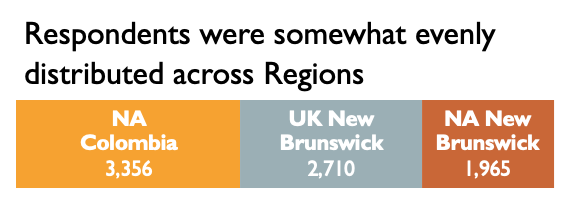 Respondents were somewhat evenly
distributed across Regions
NA
Colombia
3,356
UK New
Brunswick
2,710
NA New
Brunswick
1,965